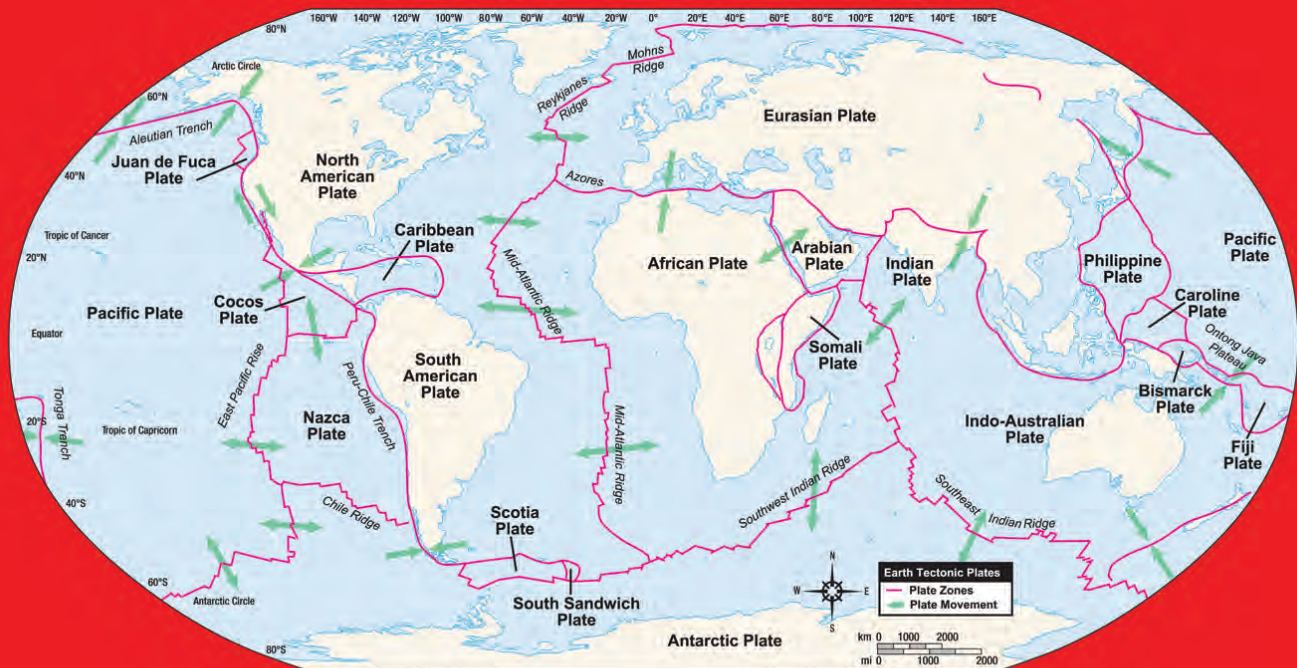 160°W 140°W 120°W 100°W 80°W 60°W 40°W 20°W 0° 20°E 40°E 60°E 80°E 100°E 120°E 140°E 160°E
80°N
Mohns
Ridge
Arctic Circle
Reykjanes
Ridge
60°N
Aleutian Trench
Eurasian Plate
Juan de Fuca
Plate
North
American
Plate
40°N
Azores
Tropic of Cancer
Caribbean
Plate
20°N
Mid-Atlantic Ridge
African Plate
Arabian
Plate
Indian
Plate
Philippine
Plate
Pacific
Plate
Cocos
Plate
Pacific Plate
Caroline
Plate
Equator
Ontong Java
Plateau
Somali
Plate
East Pacific Rise
South
American
Plate
Peru-Chile Trench
Bismarck
Plate
Tonga Trench
20°S
Tropic of Capricorn
Nazca
Plate
Mid-Atlantic Ridge
Indo-Australian
Plate
Fiji
Plate
40°S
Chile Ridge
Southwest Indian Ridge
Southeast
Indian Ridge
Scotia
Plate
60°S
Antarctic Circle
South Sandwich
Plate
N
W E
S
Earth Tectonic Plates
Plate Zones
Plate Movement
80°S
Antarctic Plate
km 0 1000 2000
mi 0 1000 2000